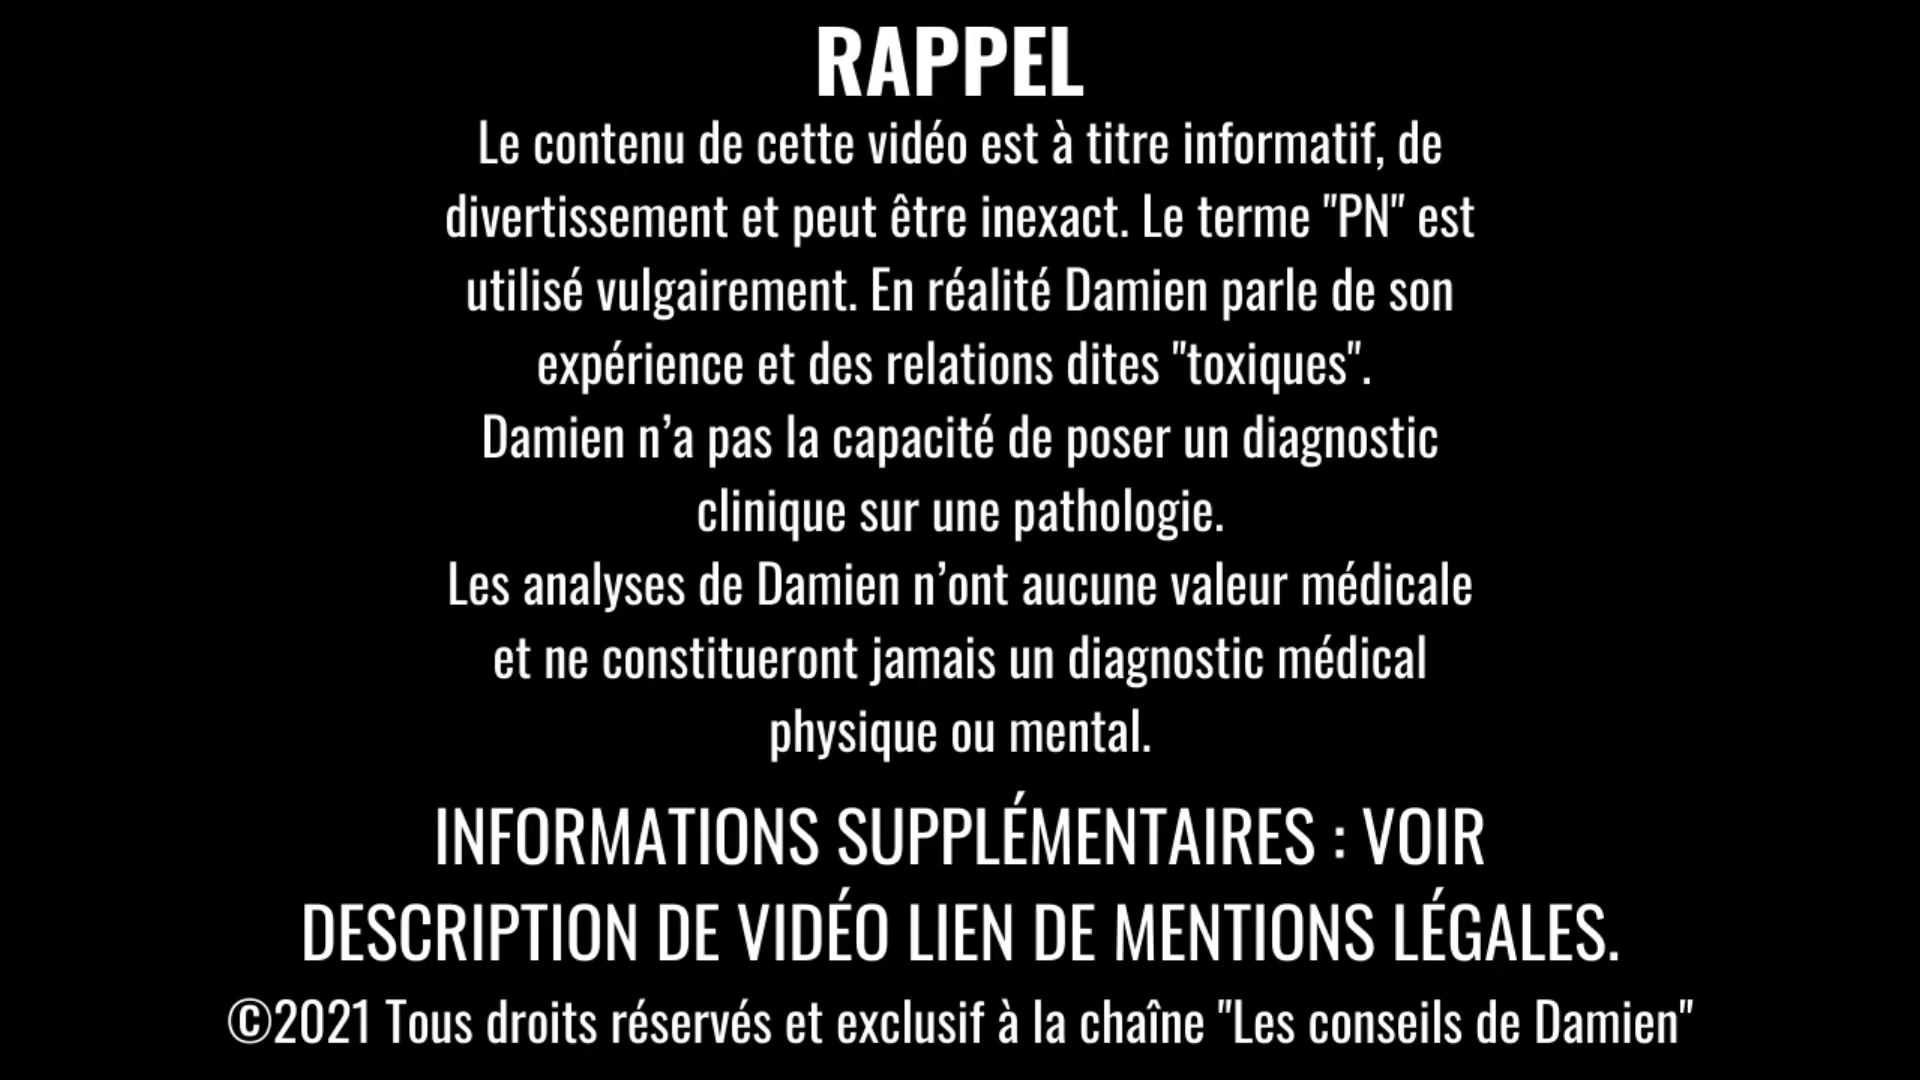 RAPPEL
Le contenu de cette vidéo est à titre informatif, de
divertissement et peut être inexact. Le terme "PN" est
utilisé vulgairement. En réalité Damien parle de son
expérience et des relations dites "toxiques".
Damien n’a pas la capacité de poser un diagnostic
clinique sur une pathologie.
Les analyses de Damien n’ont aucune valeur médicale
et ne constitueront jamais un diagnostic médical
physique ou mental.
INFORMATIONS SUPPLÉMENTAIRES : VOIR
DESCRIPTION DE VIDÉO LIEN DE MENTIONS LÉGALES.
©2021 Tous droits réservés et exclusif à la chaîne "Les conseils de Damien"